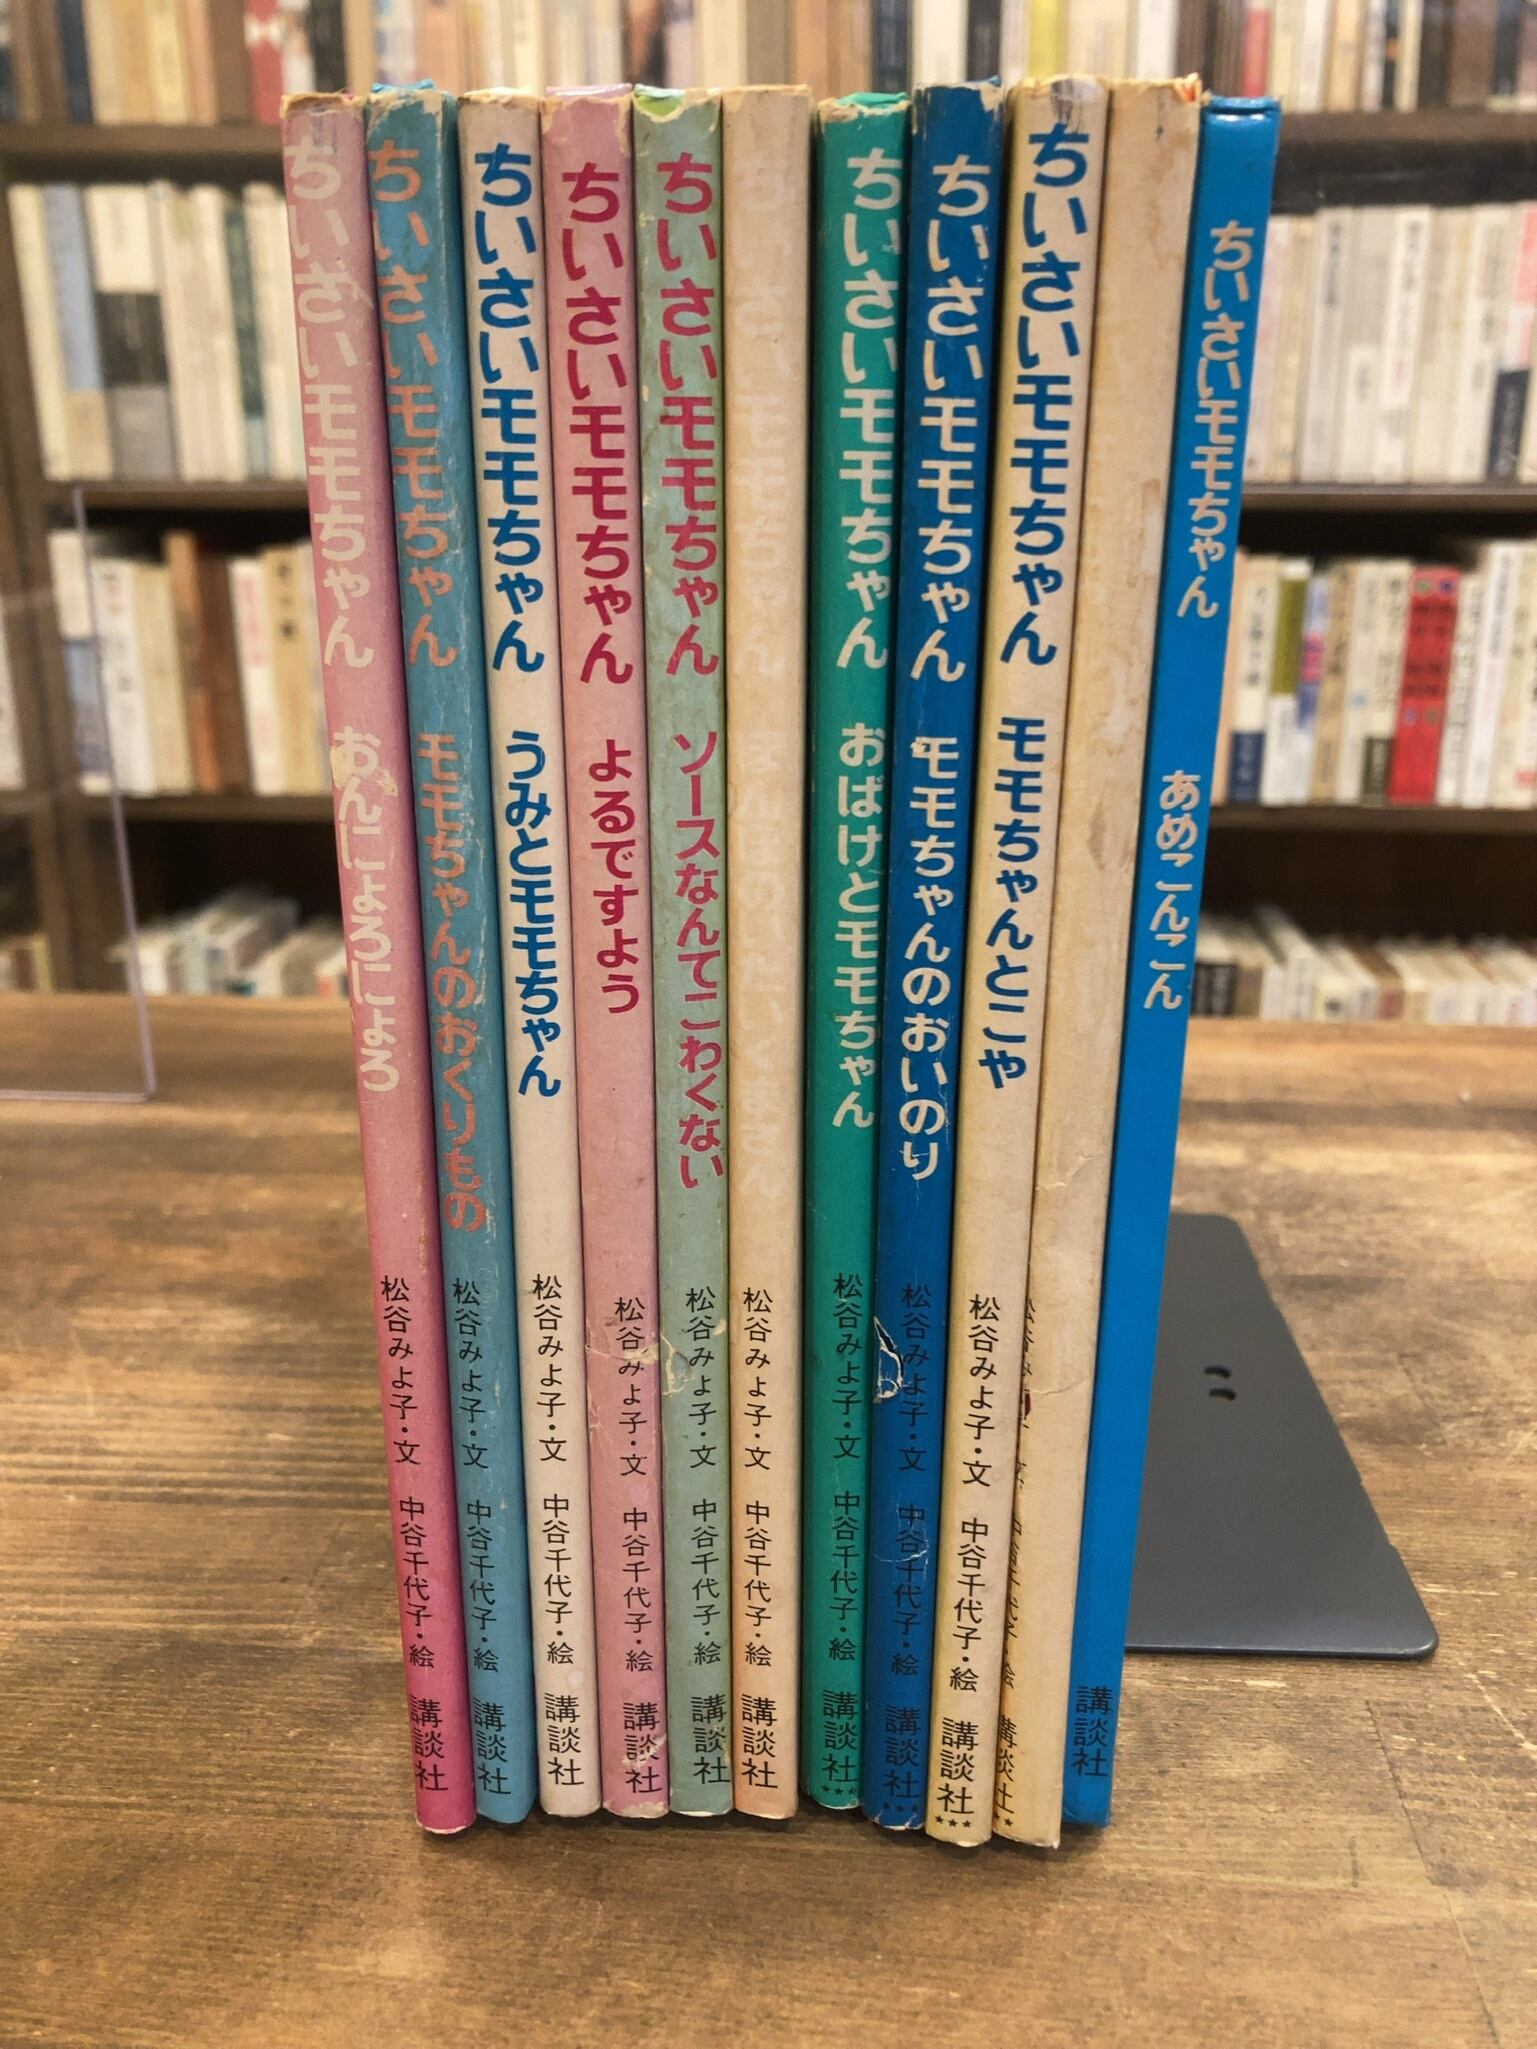 ちいさいモモちゃん おんにょろにょろ 松谷みよ子・文 中谷千代子・絵 講談社
ちいさいモモちゃん モモちゃんのおくりもの 松谷みよ子・文 中谷千代子・絵 講談社
ちいさいモモちゃん うみとモモちゃん 松谷みよ子・文 中谷千代子・絵 講談社
ちいさいモモちゃん よるですよう 松谷みよ子・文 中谷千代子・絵 講談社
ちいさいモモちゃん ソースなんてこわくない 松谷みよ子・文 中谷千代子・絵 講談社
ちいさいモモちゃん 松谷みよ子・文 中谷千代子・絵 講談社
ちいさいモモちゃん おばけとモモちゃん 松谷みよ子・文 中谷千代子・絵 講談社 ★★★
ちいさいモモちゃん モモちゃんのおいのり 松谷みよ子・文 中谷千代子・絵 講談社 ★★★
ちいさいモモちゃん モモちゃんとこや 松谷みよ子・文 中谷千代子・絵 講談社 ★★★
講談社 ★★
ちいさいモモちゃん あめこんこん 講談社